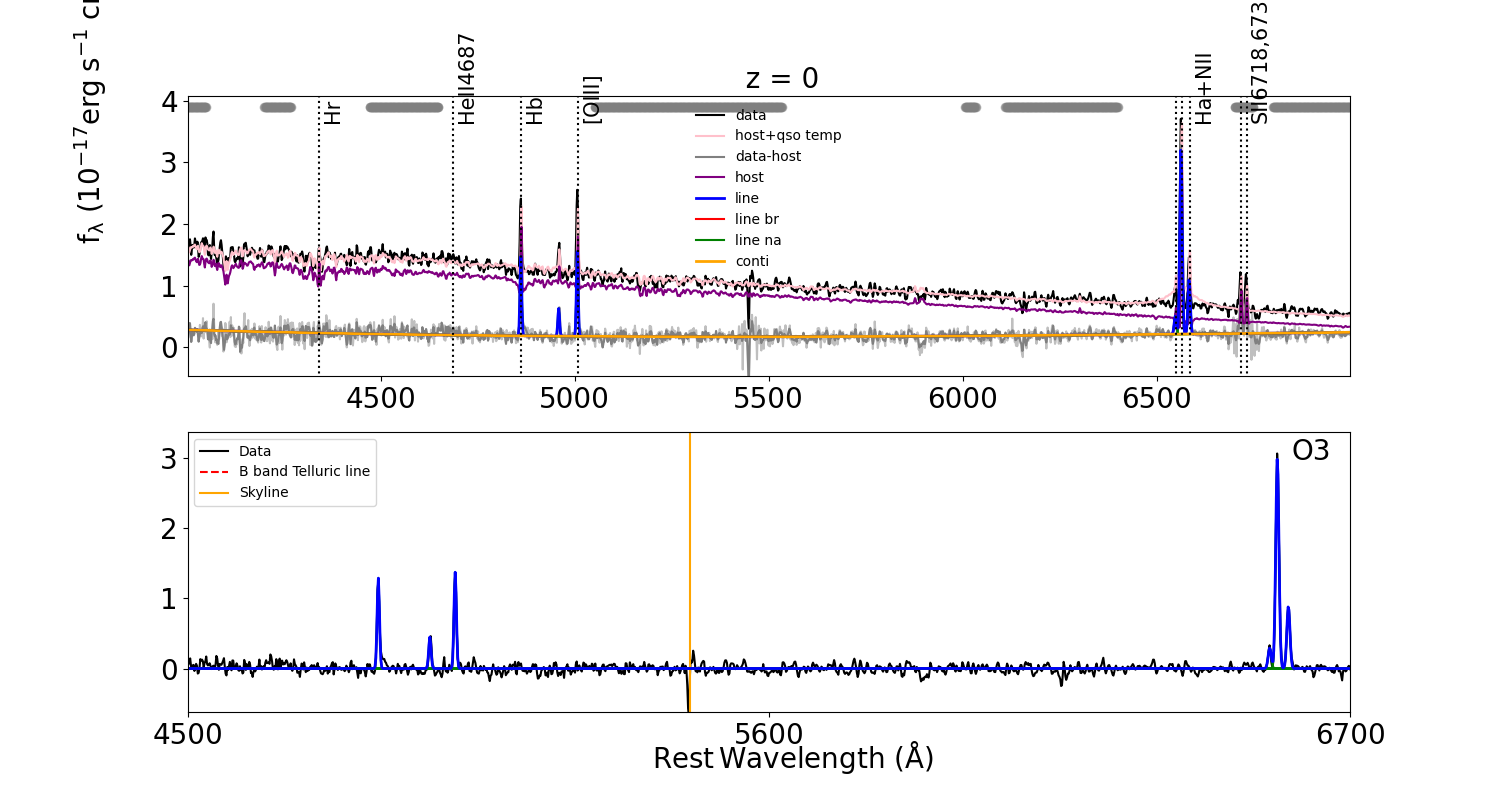 z = 0
Hr
HeII4687
Hb
[OIII]
Ha+NII
SII6718,673
fλ (10−17erg s−1 c
4
3
2
1
0
data
host+qso temp
data-host
host
line
line br
line na
conti
4500
5000
5500
6000
6500
Data
B band Telluric line
Skyline
O3
3
2
1
0
4500
5600
6700
Rest Wavelength (Å)